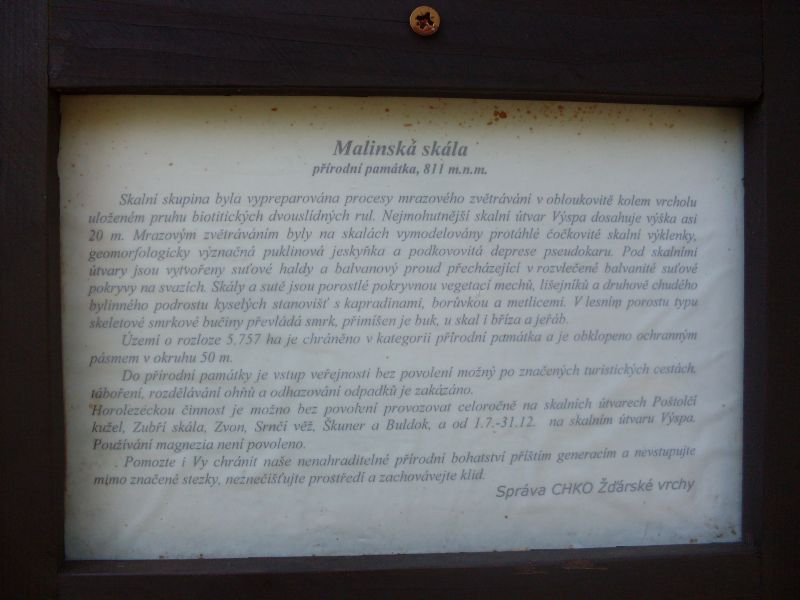 Malinská skála
přírodní památka, 811 m.n.m.
Skalní skupina byla vypreparována procesy mrazového zvětrávání v obloukovitě kolem vrcholu
uloženém pruhu biotitických dvouslídných rul. Nejmohutnější skalní útvar Výspa dosahuje výška asi
20 m. Mrazovým zvětráváním byly na skalách vymodelovány protáhlé čočkovité skalní výklenky,
geomorfologicky význačná puklinová jeskyňka a podkovovitá deprese pseudokaru. Pod skalními
útvary jsou vytvořeny suťové haldy a balvanový proud přecházející v rozvlečené balvanité suťové
pokryvy na svazích. Skály a sutě jsou porostlé pokryvnou vegetací mechů, lišejníků a druhově chudého
bylinného podrostu kyselých stanovišť s kapradinami, borůvkou a metlicemi. V lesním porostu typu
skeletové smrkové bučiny převládá smrk, přimíšen je buk, u skal i bříza a jeřáb.
Území o rozloze 5,757 ha je chráněno v kategorii přírodní památka a je obklopeno ochranným
pásmem v okruhu 50 m.
Do přírodní památky je vstup veřejnosti bez povolení možný po značených turistických cestách,
táboření, rozdělávání ohňů a odhazování odpadků je zakázáno.
Horolezeckou činnost je možno bez povolení provozovat celoročně na skalních útvarech Poštolčí
kužel, Zubří skála, Zvon, Srnčí věž, Škuner a Buldok, a od 1.7.-31.12. na skalním útvaru Výspa.
Používání magnezia není povoleno.
Pomozte i Vy chránit naše nenahraditelné přírodní bohatství příštím generacím a nevstupujte
mimo značené stezky, neznečišťujte prostředí a zachovávejte klid.
Správa CHKO Žďárské vrchy